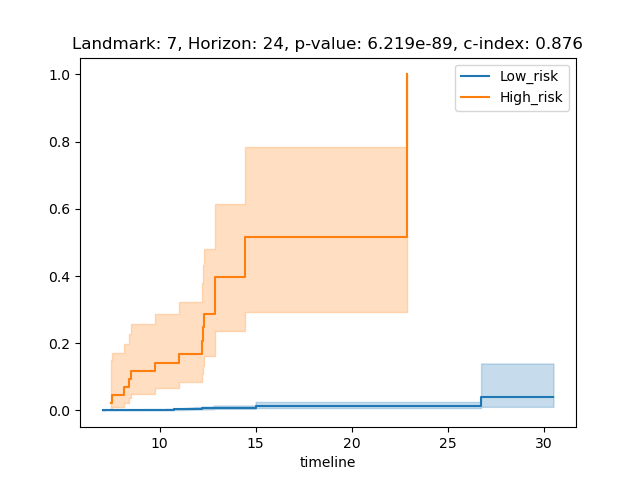 Landmark: 7, Horizon: 24, p-value: 6.219e-89, c-index: 0.876
Low_risk
High_risk
1.0
0.8
0.6
0.4
0.2
0.0
10 15 20 25 30
timeline